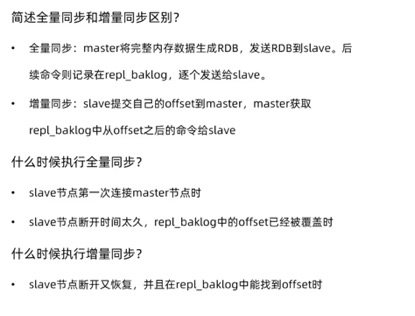 简述全量同步和增量同步区别?
• 全量同步：master将完整内存数据生成RDB，发送RDB到slave。后
续命令则记录在repl_baklog，逐个发送给slave。
• 增量同步：slave提交自己的offset到master，master获取
repl_baklog中从offset之后的命令给slave
什么时候执行全量同步?
• slave节点第一次连接master节点时
• slave节点断开时间太久，repl_baklog中的offset已经被覆盖时
什么时候执行增量同步?
• slave节点断开又恢复，并且在repl_baklog中能找到offset时